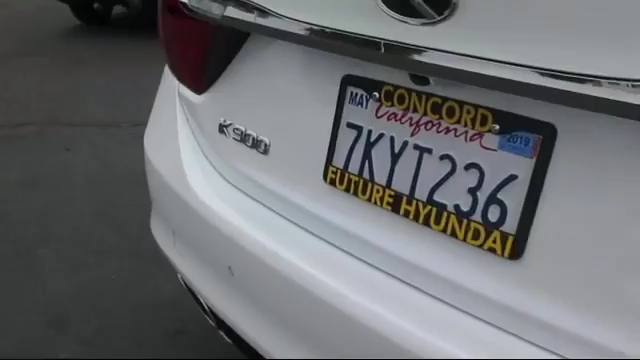 K900
CONCORD
MAY California 2019
7KYT236
FUTURE HYUNDAI